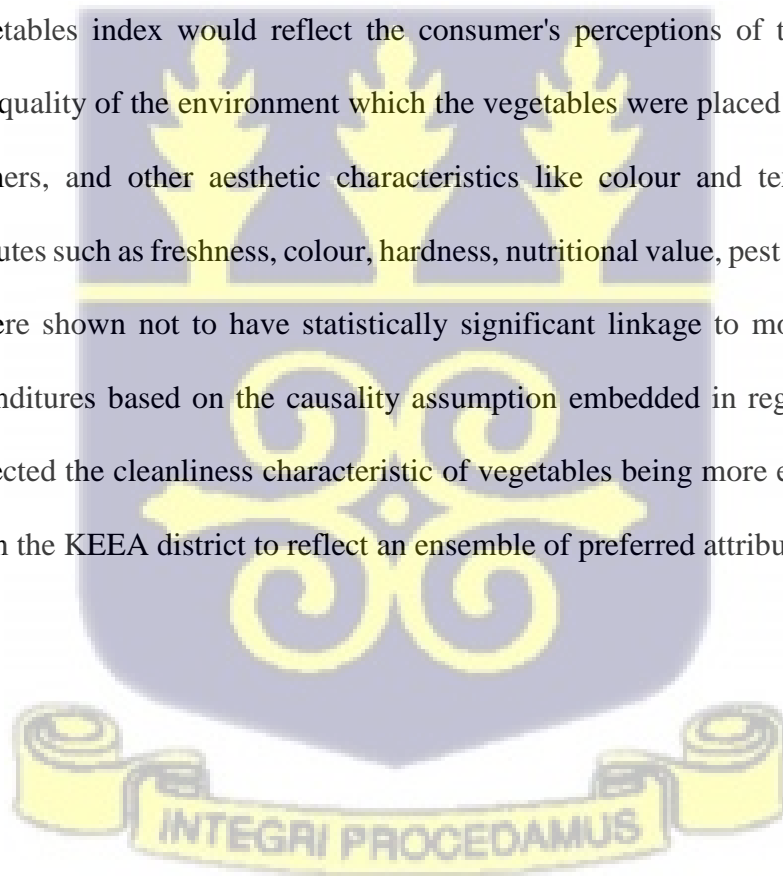 etables index would reflect the consumer's perceptions of t
quality of the environment which the vegetables were placed
ners, and other aesthetic characteristics like colour and te
utes such as freshness, colour, hardness, nutritional value, pest
ere shown not to have statistically significant linkage to mo
nditures based on the causality assumption embedded in reg
ected the cleanliness characteristic of vegetables being more e
n the KEEA district to reflect an ensemble of preferred attribu
INTEGRI PROCEDAMUS